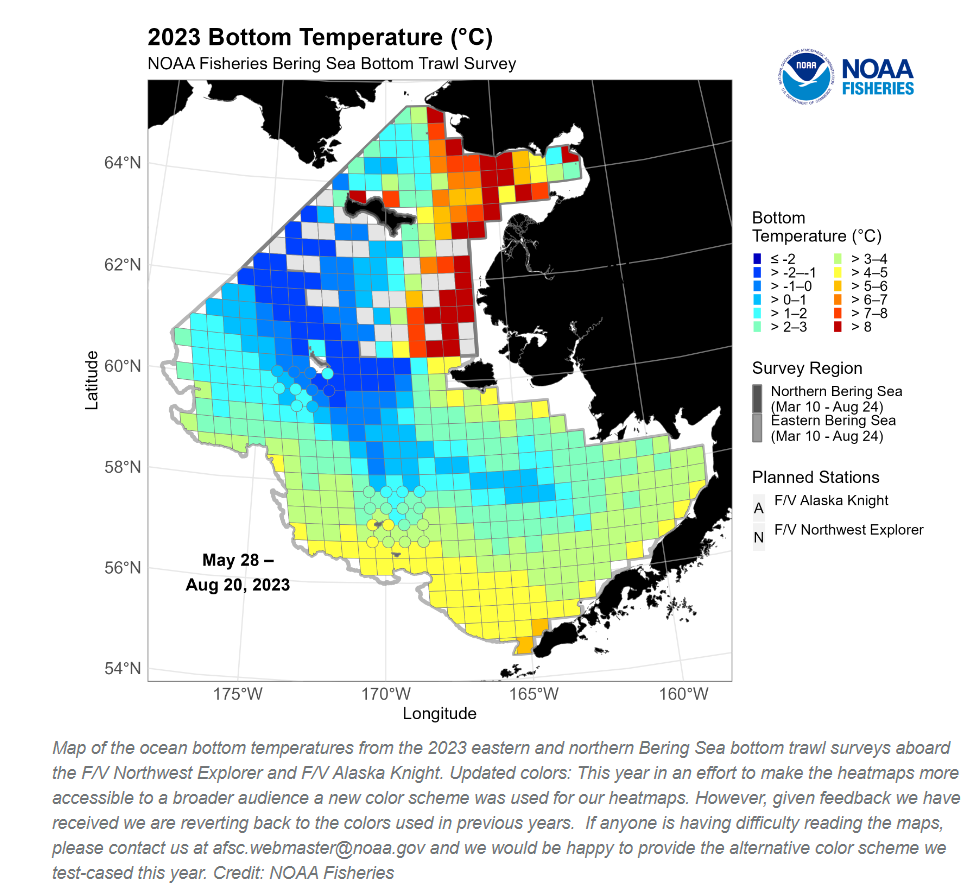 2023 Bottom Temperature (°C)
NOAA Fisheries Bering Sea Bottom Trawl Survey
NOAA
NOAA
FISHERIES
64°N
62°N
60°N
58°N
56°N
54°N
Latitude
175°W
170°W
165°W
160°W
Longitude
May 28 –
Aug 20, 2023
Bottom
Temperature (°C)
≤ -2
> -2–-1
> -1–0
> 0–1
> 1–2
> 2–3
> 3–4
> 4–5
> 5–6
> 6–7
> 7–8
> 8
Survey Region
Northern Bering Sea
(Mar 10 - Aug 24)
Eastern Bering Sea
(Mar 10 - Aug 24)
Planned Stations
A F/V Alaska Knight
N F/V Northwest Explorer
Map of the ocean bottom temperatures from the 2023 eastern and northern Bering Sea bottom trawl surveys aboard
the F/V Northwest Explorer and F/V Alaska Knight. Updated colors: This year in an effort to make the heatmaps more
accessible to a broader audience a new color scheme was used for our heatmaps. However, given feedback we have
received we are reverting back to the colors used in previous years. If anyone is having difficulty reading the maps,
please contact us at afsc.webmaster@noaa.gov and we would be happy to provide the alternative color scheme we
test-cased this year. Credit: NOAA Fisheries